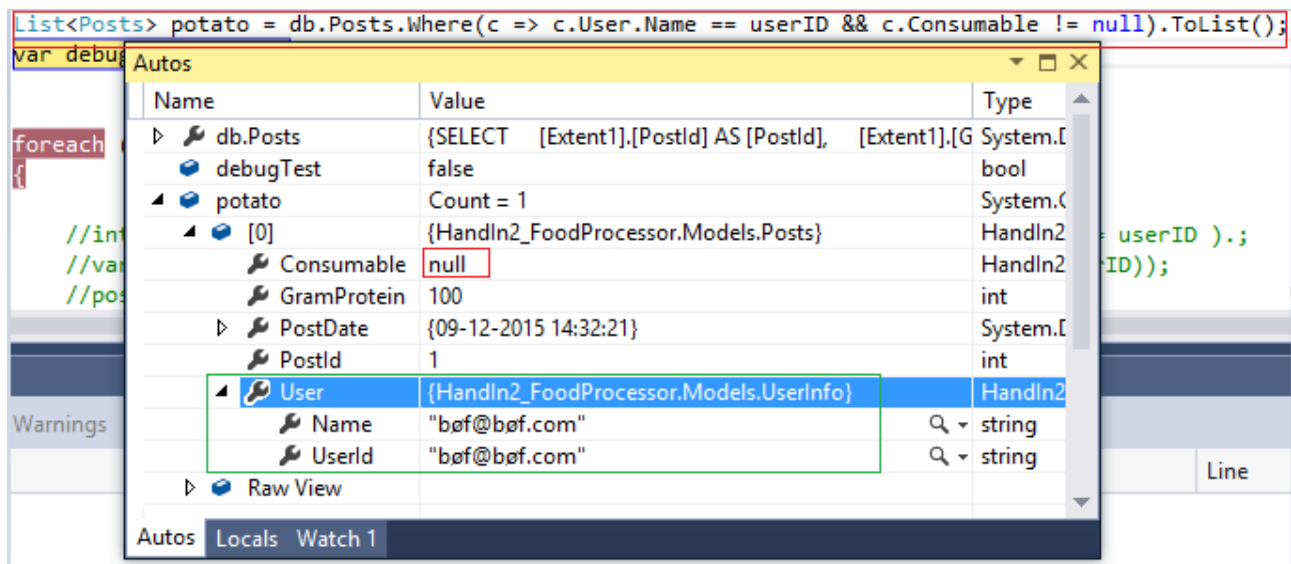 List<Posts> potato = db.Posts.Where(c => c.User.Name == userID && c.Consumable != null).ToList();
var debug
Autos
Name Value Type
db.Posts {SELECT [Extent1].[PostId] AS [PostId], [Extent1].[G System.D
foreach
debugTest false bool
{
potato Count = 1 System.C
//int [0] {HandIn2_FoodProcessor.Models.Posts} HandIn2 = userID ).;
//var Consumable null HandIn2 rID));
//pos GramProtein 100 int
PostDate {09-12-2015 14:32:21} System.D
PostId 1 int
User {HandIn2_FoodProcessor.Models.UserInfo} HandIn2
Warnings Name "bøf@bøf.com" string
UserId "bøf@bøf.com" string
Line
Raw View
Autos Locals Watch 1